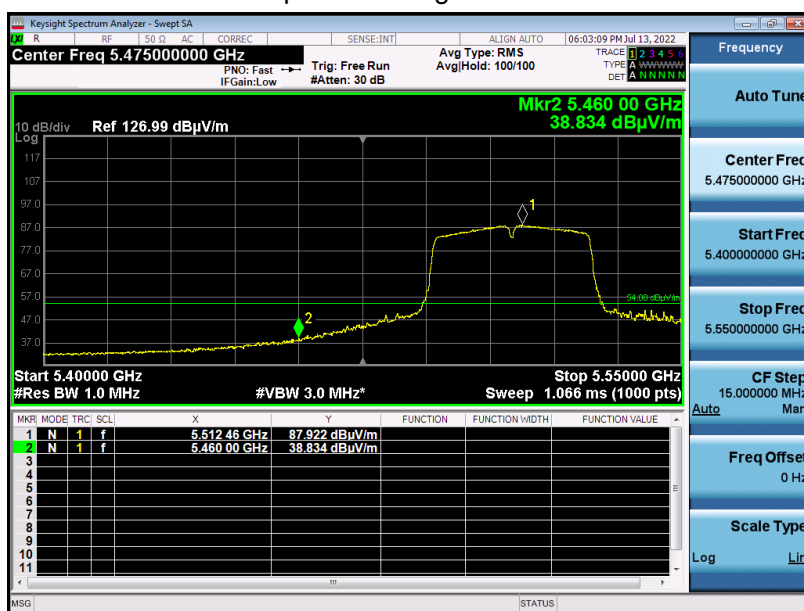 Keysight Spectrum Analyzer - Swept SA
LXI R RF 50 Ω AC CORREC SENSE:INT ALIGN AUTO 06:03:09 PM Jul 13, 2022
Center Freq 5.475000000 GHz
PNO: Fast
IFGain:Low
Trig: Free Run
#Atten: 30 dB
Avg Type: RMS
Avg|Hold: 100/100
TRACE 1 2 3 4 5 6
TYPE A WWWWW
DET A N N N N N
Mkr2 5.460 00 GHz
38.834 dBµV/m
10 dB/div Ref 126.99 dBµV/m
Log
117
107
97.0
87.0
77.0
67.0
57.0
47.0
37.0
1
2
54.00 dBµV/m
Start 5.40000 GHz Stop 5.55000 GHz
#Res BW 1.0 MHz #VBW 3.0 MHz* Sweep 1.066 ms (1000 pts)
MKR MODE TRC SCL X Y FUNCTION FUNCTION WIDTH FUNCTION VALUE
1 N 1 f 5.512 46 GHz 87.922 dBµV/m
2 N 1 f 5.460 00 GHz 38.834 dBµV/m
3
4
5
6
7
8
9
10
11
MSG STATUS
Frequency
Auto Tune
Center Freq
5.475000000 GHz
Start Freq
5.400000000 GHz
Stop Freq
5.550000000 GHz
CF Step
15.000000 MHz
Auto Man
Freq Offset
0 Hz
Scale Type
Log Lin